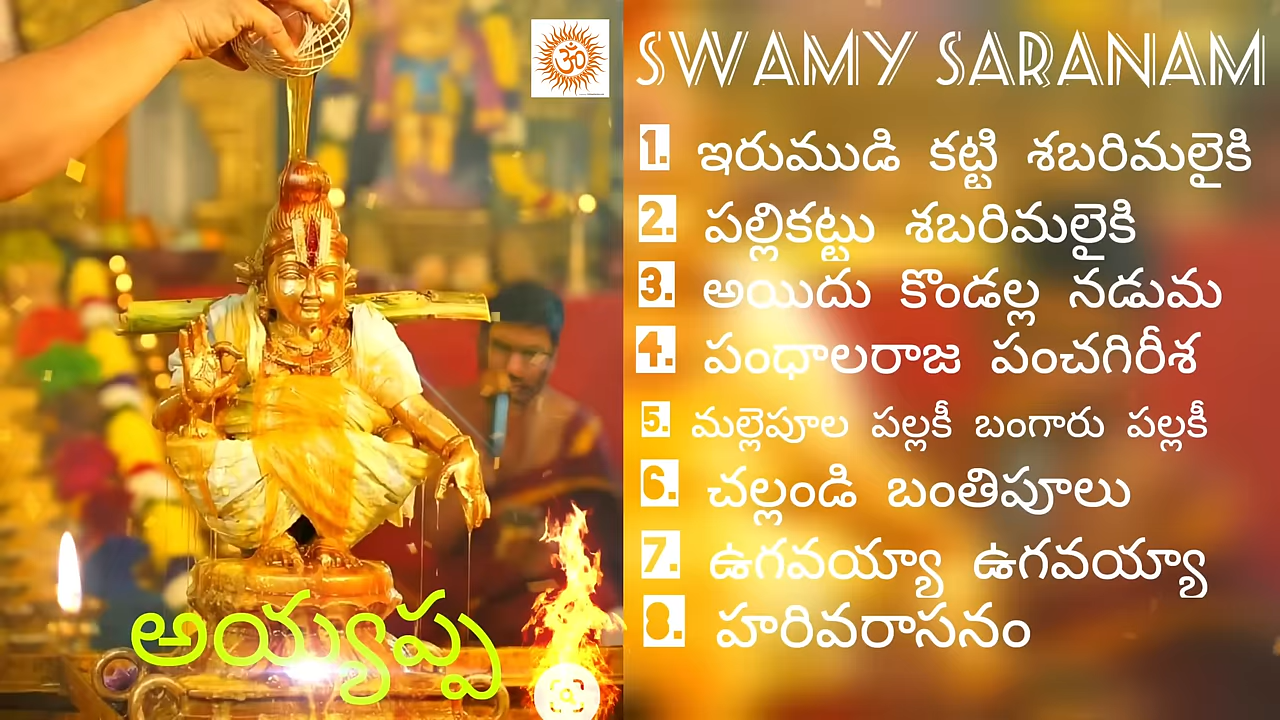 ॐ
SWAMY SARANAM
1. ఇరుముడి కట్టి శబరిమలైకి
2. పల్లికట్టు శబరిమలైకి
3. అయిదు కొండల్ల నడుమ
4. పంధాలరాజ పంచగిరీశ
5. మల్లెపూల పల్లకీ బంగారు పల్లకీ
6. చల్లండి బంతిపూలు
7. ఉగవయ్యా ఉగవయ్యా
8. హరివరాసనం
అయ్యప్ప